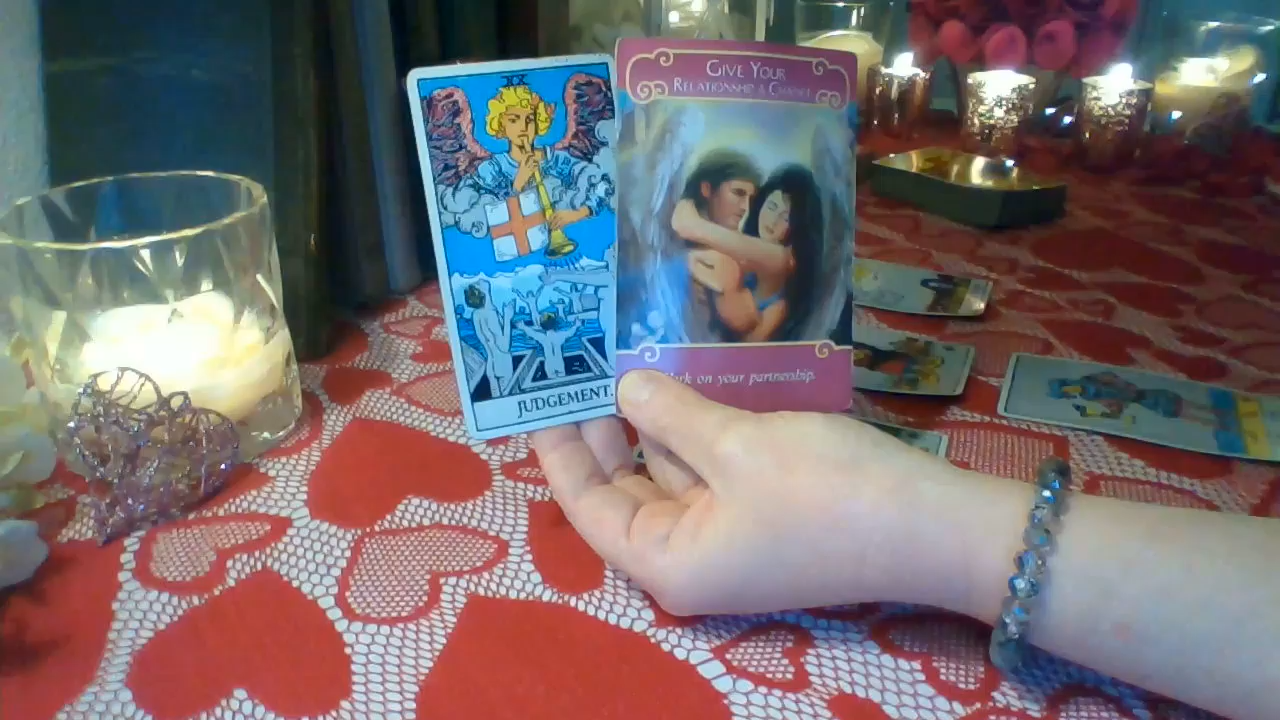 XX
JUDGEMENT.
GIVE YOUR
RELATIONSHIP A CHANCE
Work on your partnership.